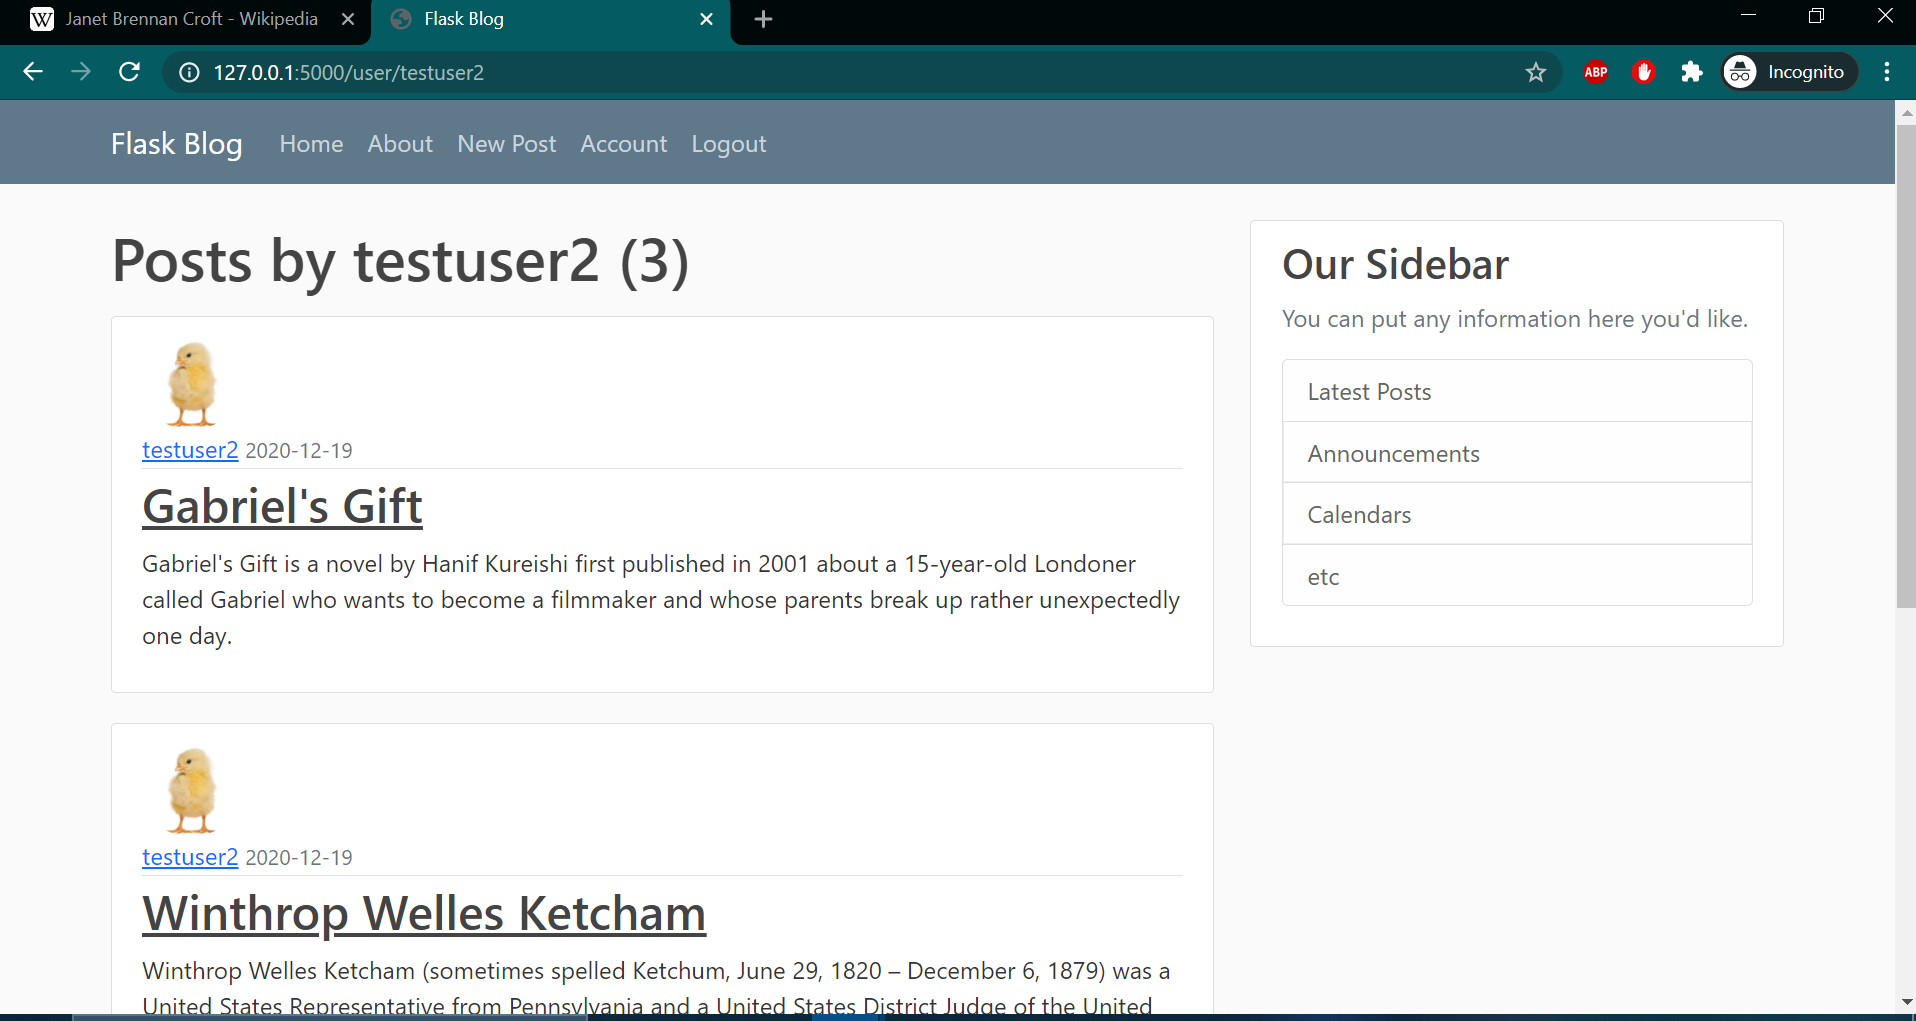 Janet Brennan Croft - Wikipedia
Flask Blog
127.0.0.1:5000/user/testuser2
ABP
Incognito
Flask Blog Home About New Post Account Logout
Posts by testuser2 (3)
testuser2 2020-12-19
Gabriel's Gift
Gabriel's Gift is a novel by Hanif Kureishi first published in 2001 about a 15-year-old Londoner
called Gabriel who wants to become a filmmaker and whose parents break up rather unexpectedly
one day.
testuser2 2020-12-19
Winthrop Welles Ketcham
Winthrop Welles Ketcham (sometimes spelled Ketchum, June 29, 1820 – December 6, 1879) was a
United States Representative from Pennsylvania and a United States District Judge of the United
Our Sidebar
You can put any information here you'd like.
Latest Posts
Announcements
Calendars
etc